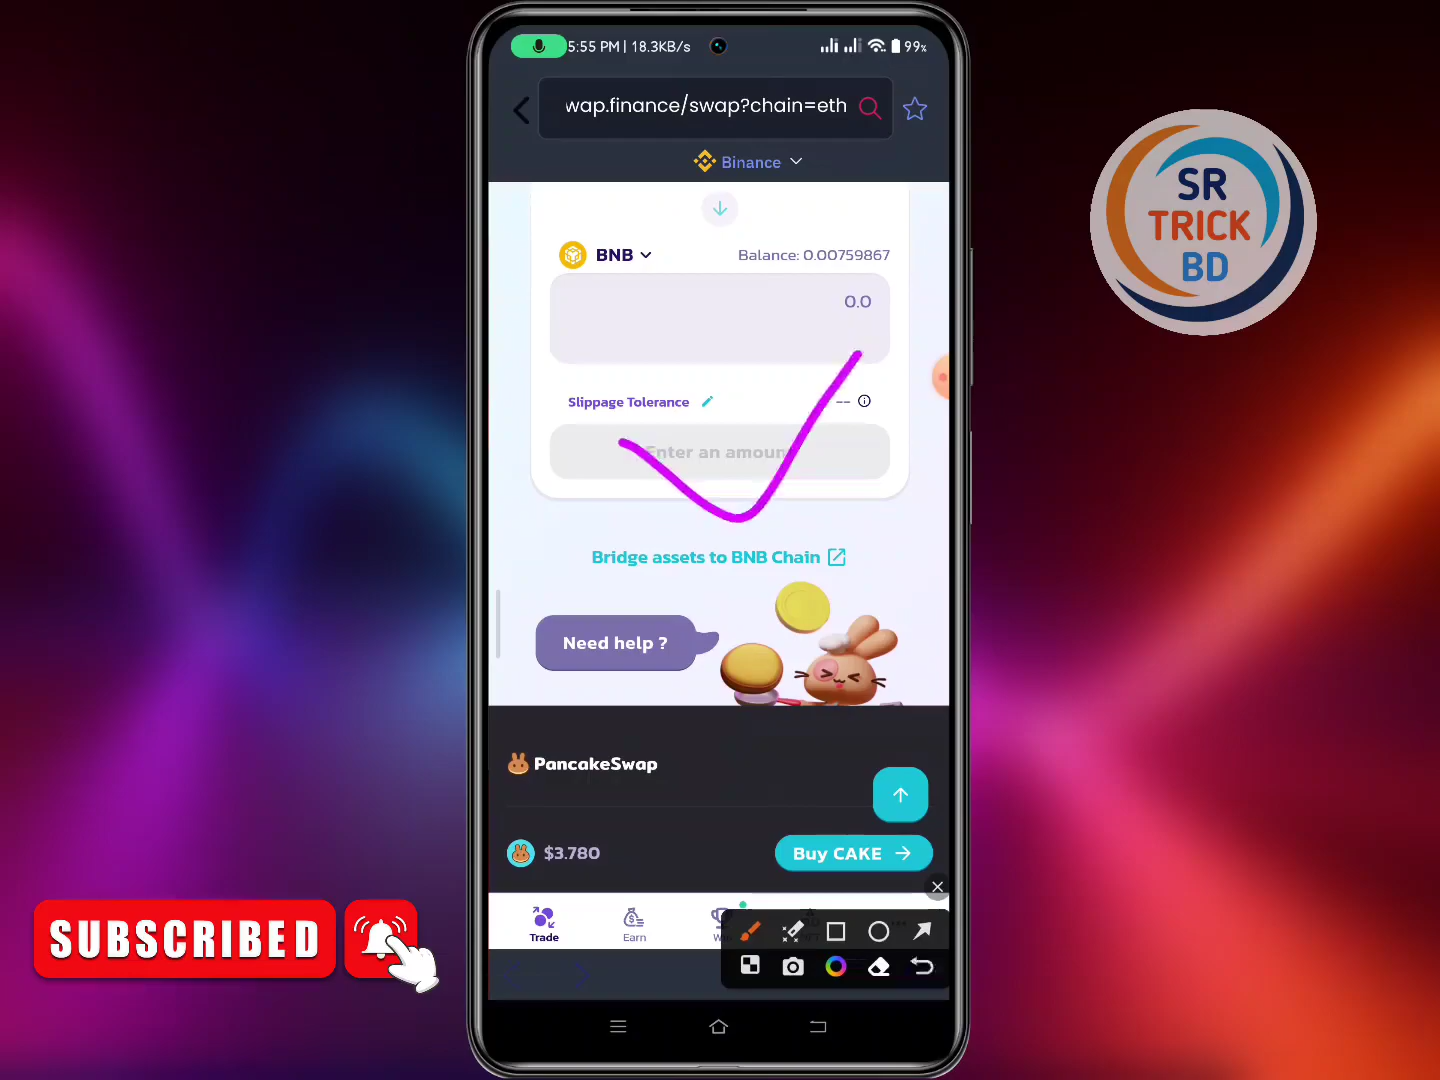 5:55 PM | 18.3KB/s
99%
wap.finance/swap?chain=eth
Binance
BNB
Balance: 0.00759867
0.0
Slippage Tolerance
--
Enter an amount
Bridge assets to BNB Chain
Need help ?
PancakeSwap
$3.780
Buy CAKE
Trade
Earn
SR
TRICK
BD
SUBSCRIBED